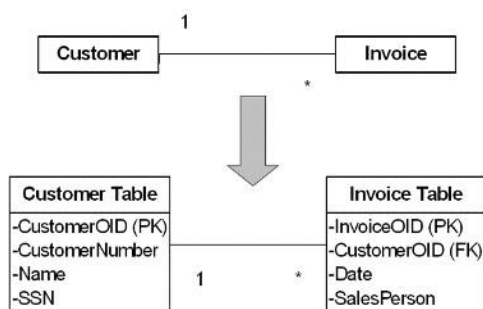 1
Customer
Invoice
*
Customer Table
-CustomerOID (PK)
-CustomerNumber
-Name
-SSN
1
*
Invoice Table
-InvoiceOID (PK)
-CustomerOID (FK)
-Date
-SalesPerson